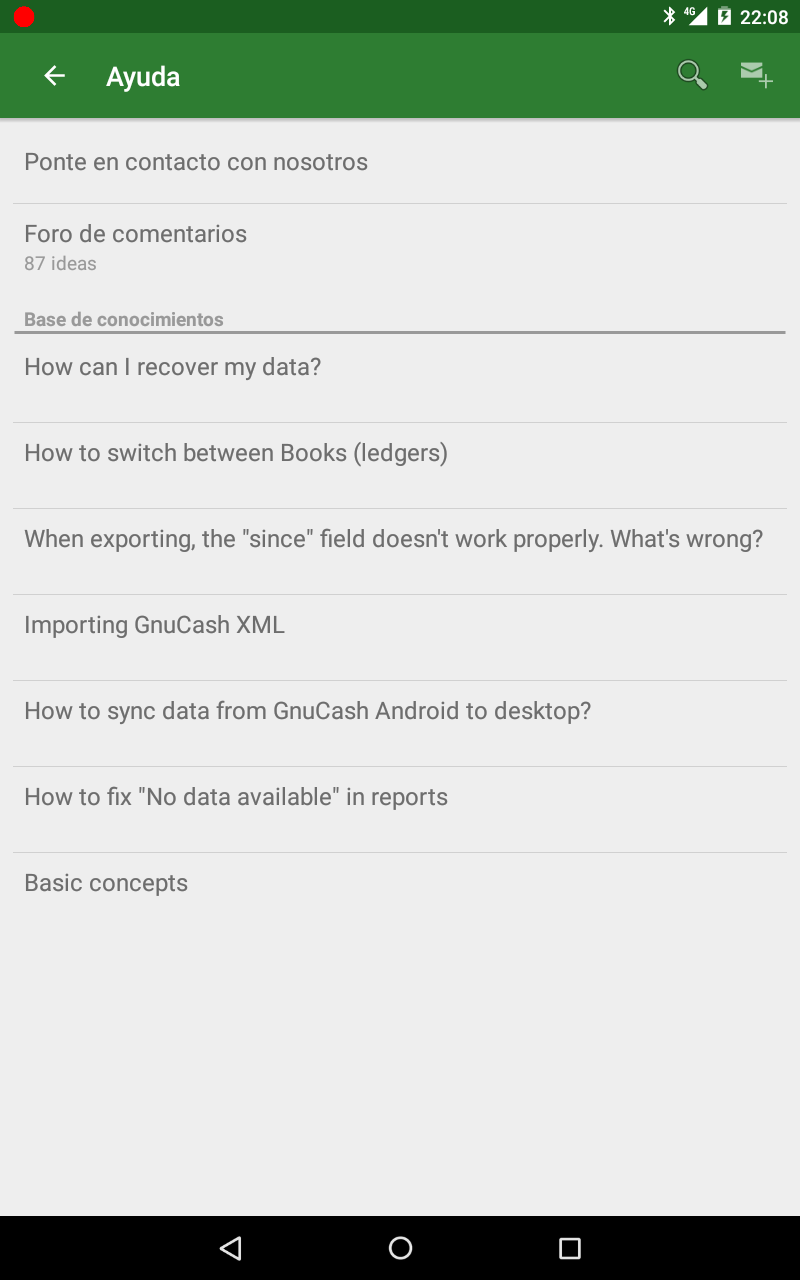 4G 22:08
Ayuda
Ponte en contacto con nosotros
Foro de comentarios
87 ideas
Base de conocimientos
How can I recover my data?
How to switch between Books (ledgers)
When exporting, the "since" field doesn't work properly. What's wrong?
Importing GnuCash XML
How to sync data from GnuCash Android to desktop?
How to fix "No data available" in reports
Basic concepts